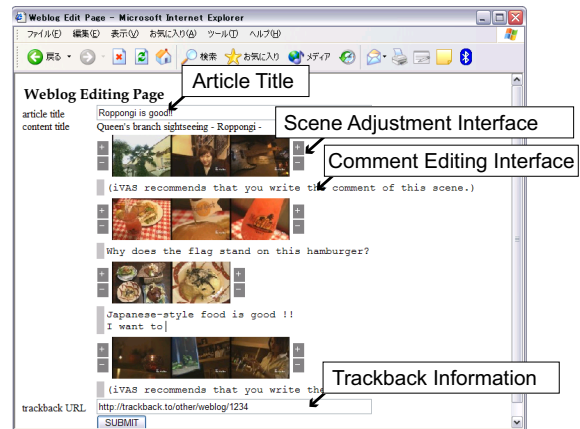 Weblog Edit Page - Microsoft Internet Explorer
ファイル(F) 編集(E) 表示(V) お気に入り(A) ツール(T) ヘルプ(H)
戻る 検索 お気に入り メディア
Article Title
Weblog Editing Page
article title Roppongi is good!!
content title Queen's branch sightseeing - Roppongi -
Scene Adjustment Interface
Comment Editing Interface
(iVAS recommends that you write the comment of this scene.)
Why does the flag stand on this hamburger?
Japanese-style food is good !!
I want to
(iVAS recommends that you write the
Trackback Information
trackback URL http://trackback.to/other/weblog/1234
SUBMIT